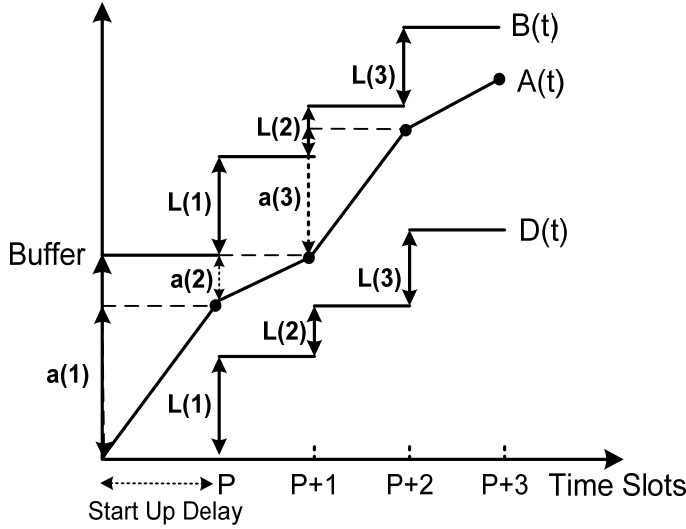 B(t)
L(3)
A(t)
L(2)
L(1)
a(3)
D(t)
Buffer
a(2)
L(3)
L(2)
a(1)
L(1)
P P+1 P+2 P+3 Time Slots
Start Up Delay